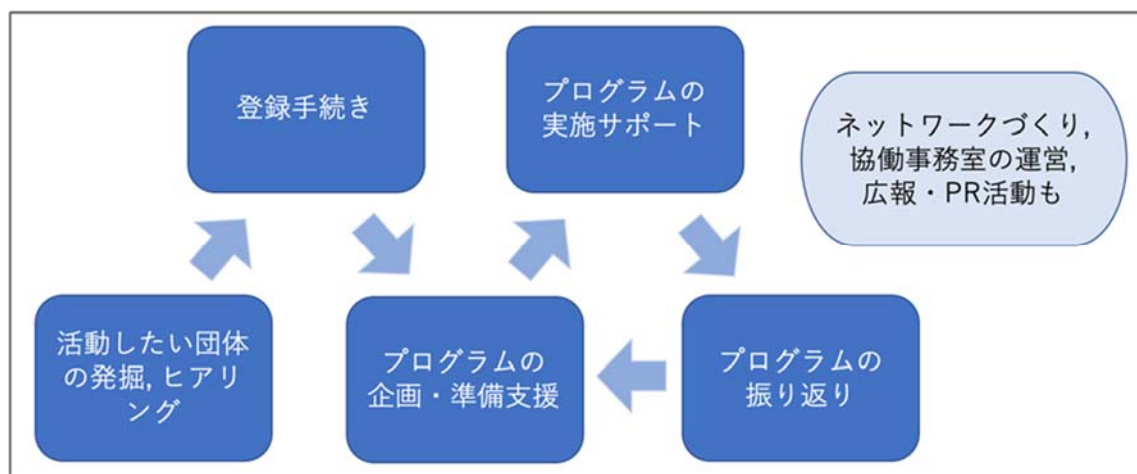 登録手続き
プログラムの
実施サポート
ネットワークづくり,
協働事務室の運営,
広報・PR活動も
活動したい団体
の発掘, ヒアリ
ング
プログラムの
企画・準備支援
プログラムの
振り返り